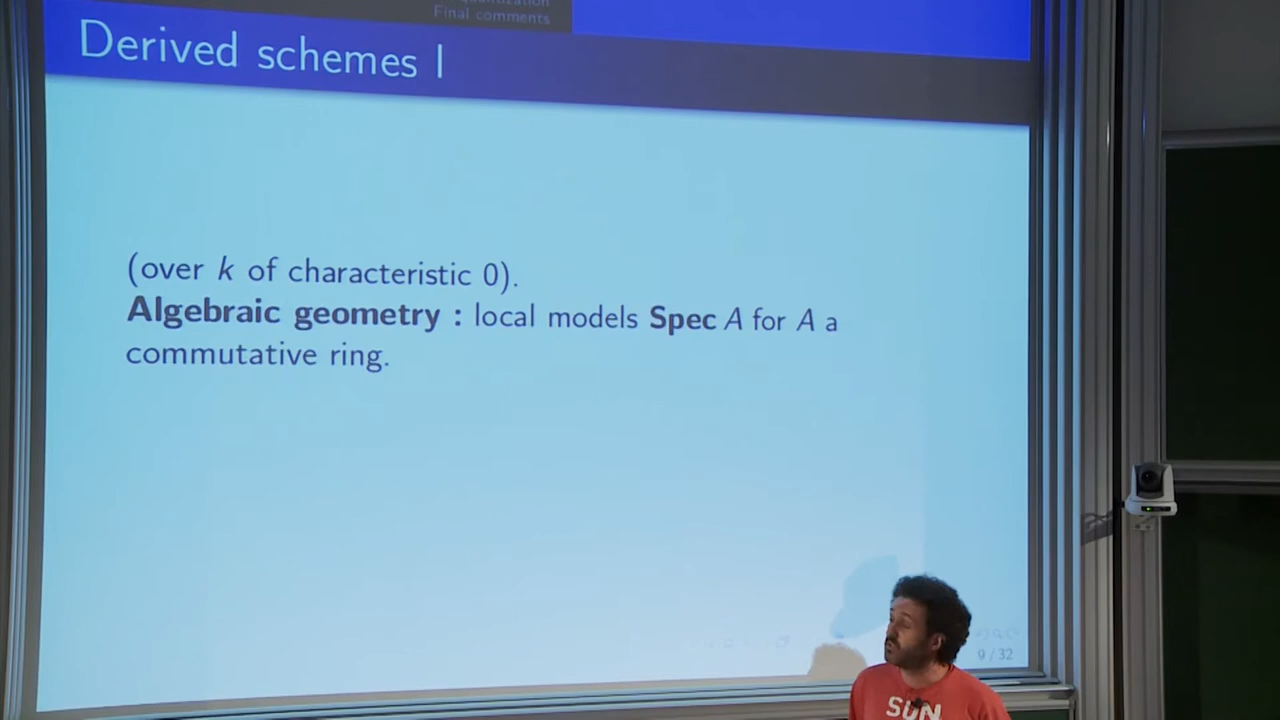 quantization
Final comments
Derived schemes I
(over k of characteristic 0).
Algebraic geometry : local models Spec A for A a
commutative ring.
9 / 32
SUN